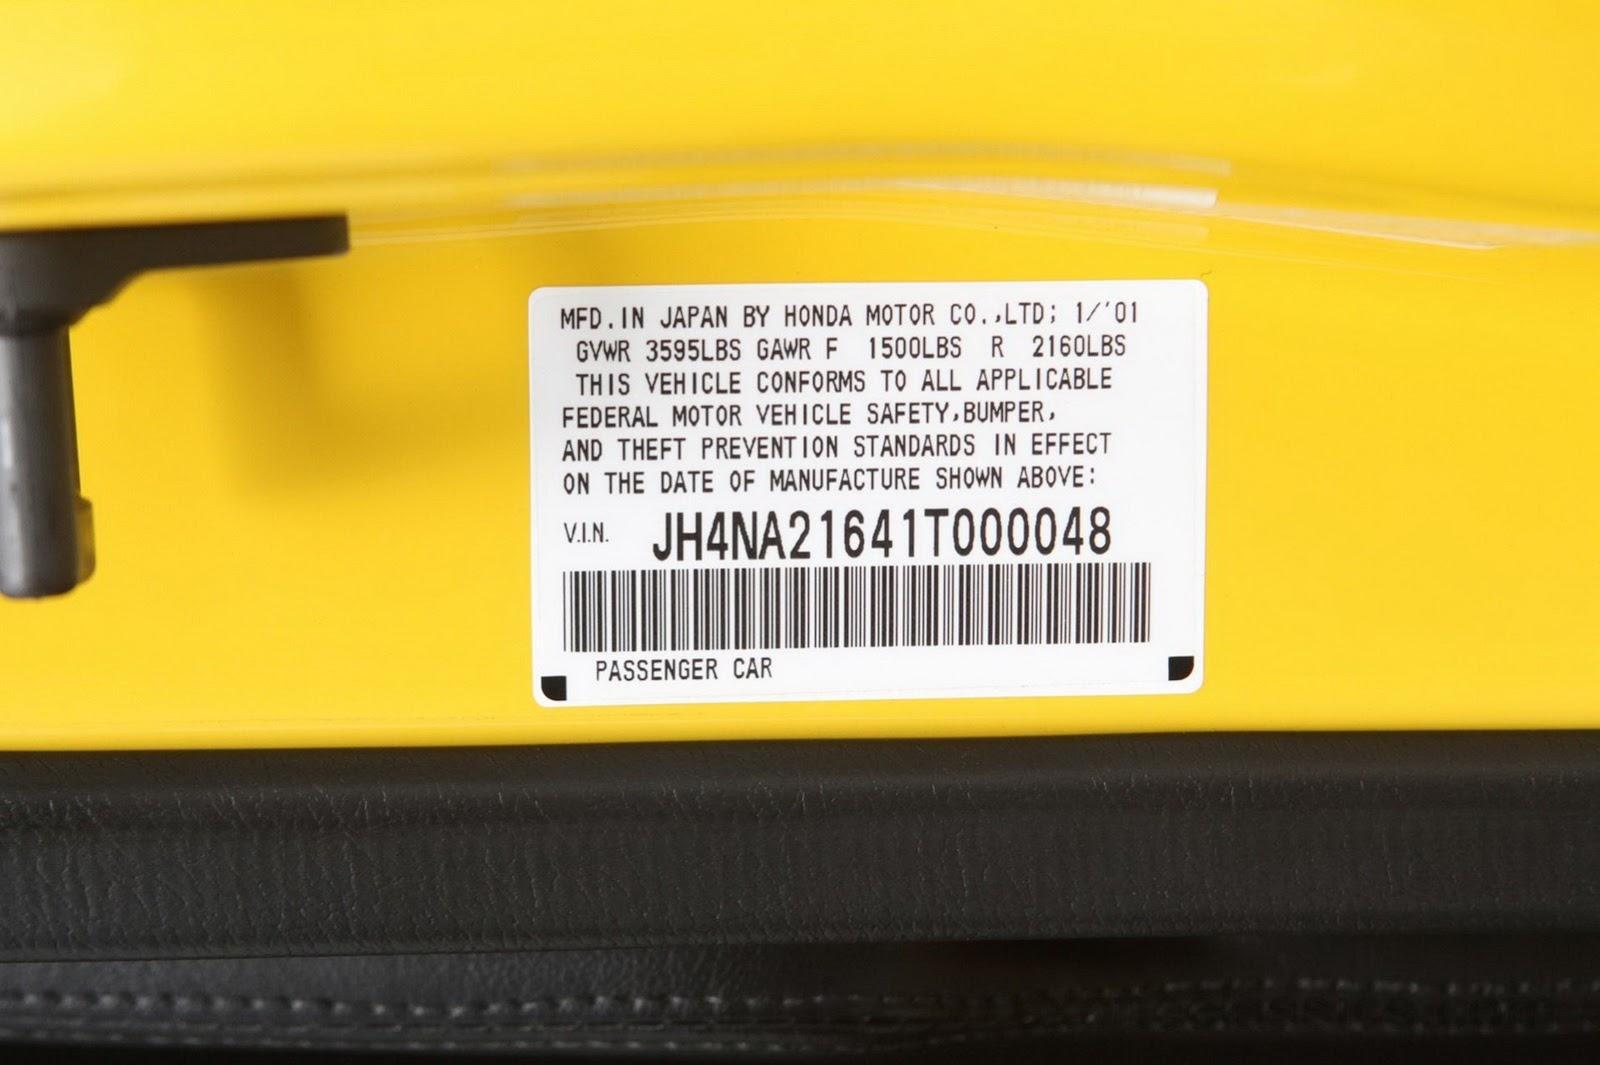 MFD.IN JAPAN BY HONDA MOTOR CO.,LTD; 1/'01
GVWR 3595LBS GAWR F 1500LBS R 2160LBS
THIS VEHICLE CONFORMS TO ALL APPLICABLE
FEDERAL MOTOR VEHICLE SAFETY,BUMPER,
AND THEFT PREVENTION STANDARDS IN EFFECT
ON THE DATE OF MANUFACTURE SHOWN ABOVE:
V.I.N. JH4NA21641T000048
PASSENGER CAR